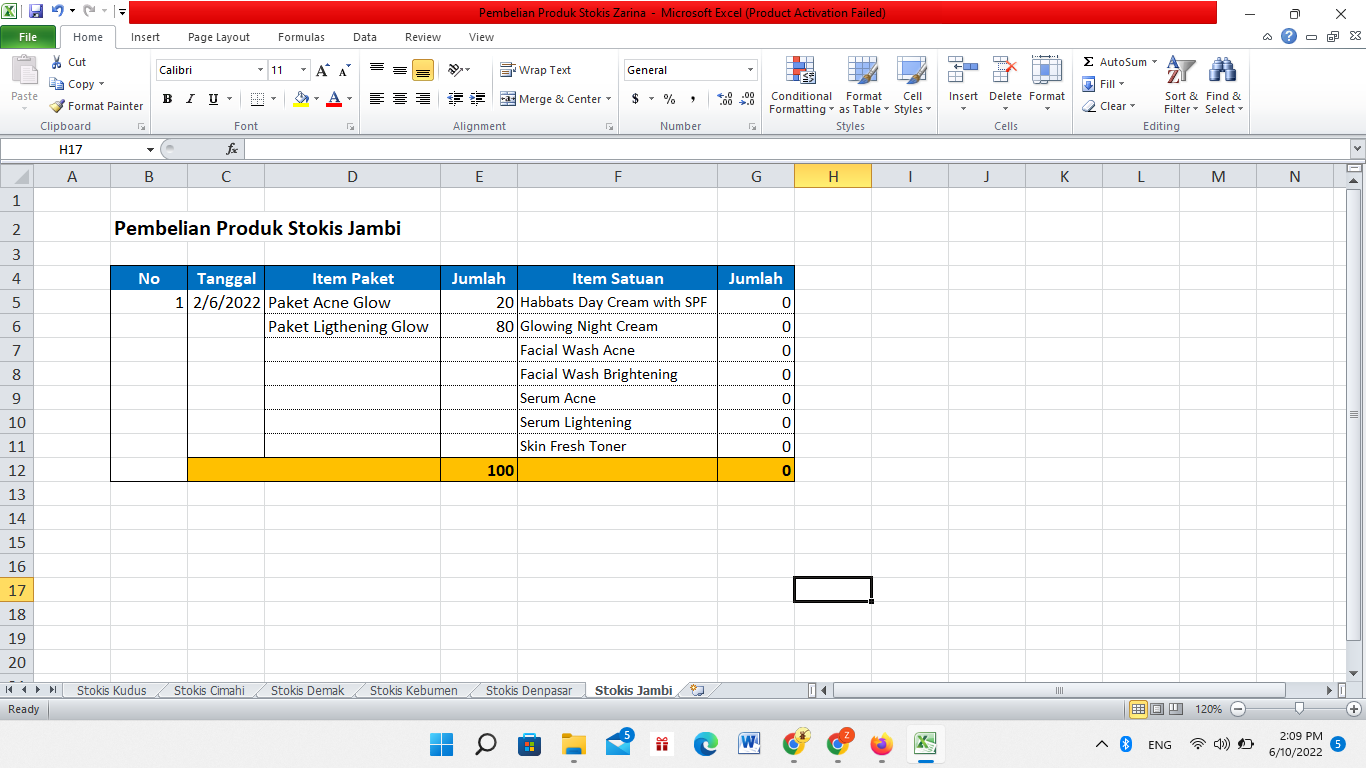 Pembelian Produk Stokis Zarina - Microsoft Excel (Product Activation Failed)
File Home Insert Page Layout Formulas Data Review View
Paste Cut Copy Format Painter Clipboard
Calibri 11 A A B I U A Font
Wrap Text Merge & Center Alignment
General $ % , .00 .0 Number
Conditional Formatting Format as Table Cell Styles Styles
Insert Delete Format Cells
Σ AutoSum Fill Clear Sort & Filter Find & Select Editing
H17 fx
A B C D E F G H I J K L M N
1
2 Pembelian Produk Stokis Jambi
3
4 No Tanggal Item Paket Jumlah Item Satuan Jumlah
5 1 2/6/2022 Paket Acne Glow 20 Habbats Day Cream with SPF 0
6 Paket Ligthening Glow 80 Glowing Night Cream 0
7 Facial Wash Acne 0
8 Facial Wash Brightening 0
9 Serum Acne 0
10 Serum Lightening 0
11 Skin Fresh Toner 0
12 100 0
13
14
15
16
17
18
19
20
Stokis Kudus Stokis Cimahi Stokis Demak Stokis Kebumen Stokis Denpasar Stokis Jambi
Ready 120%
5 W Z ENG 2:09 PM 5
6/10/2022